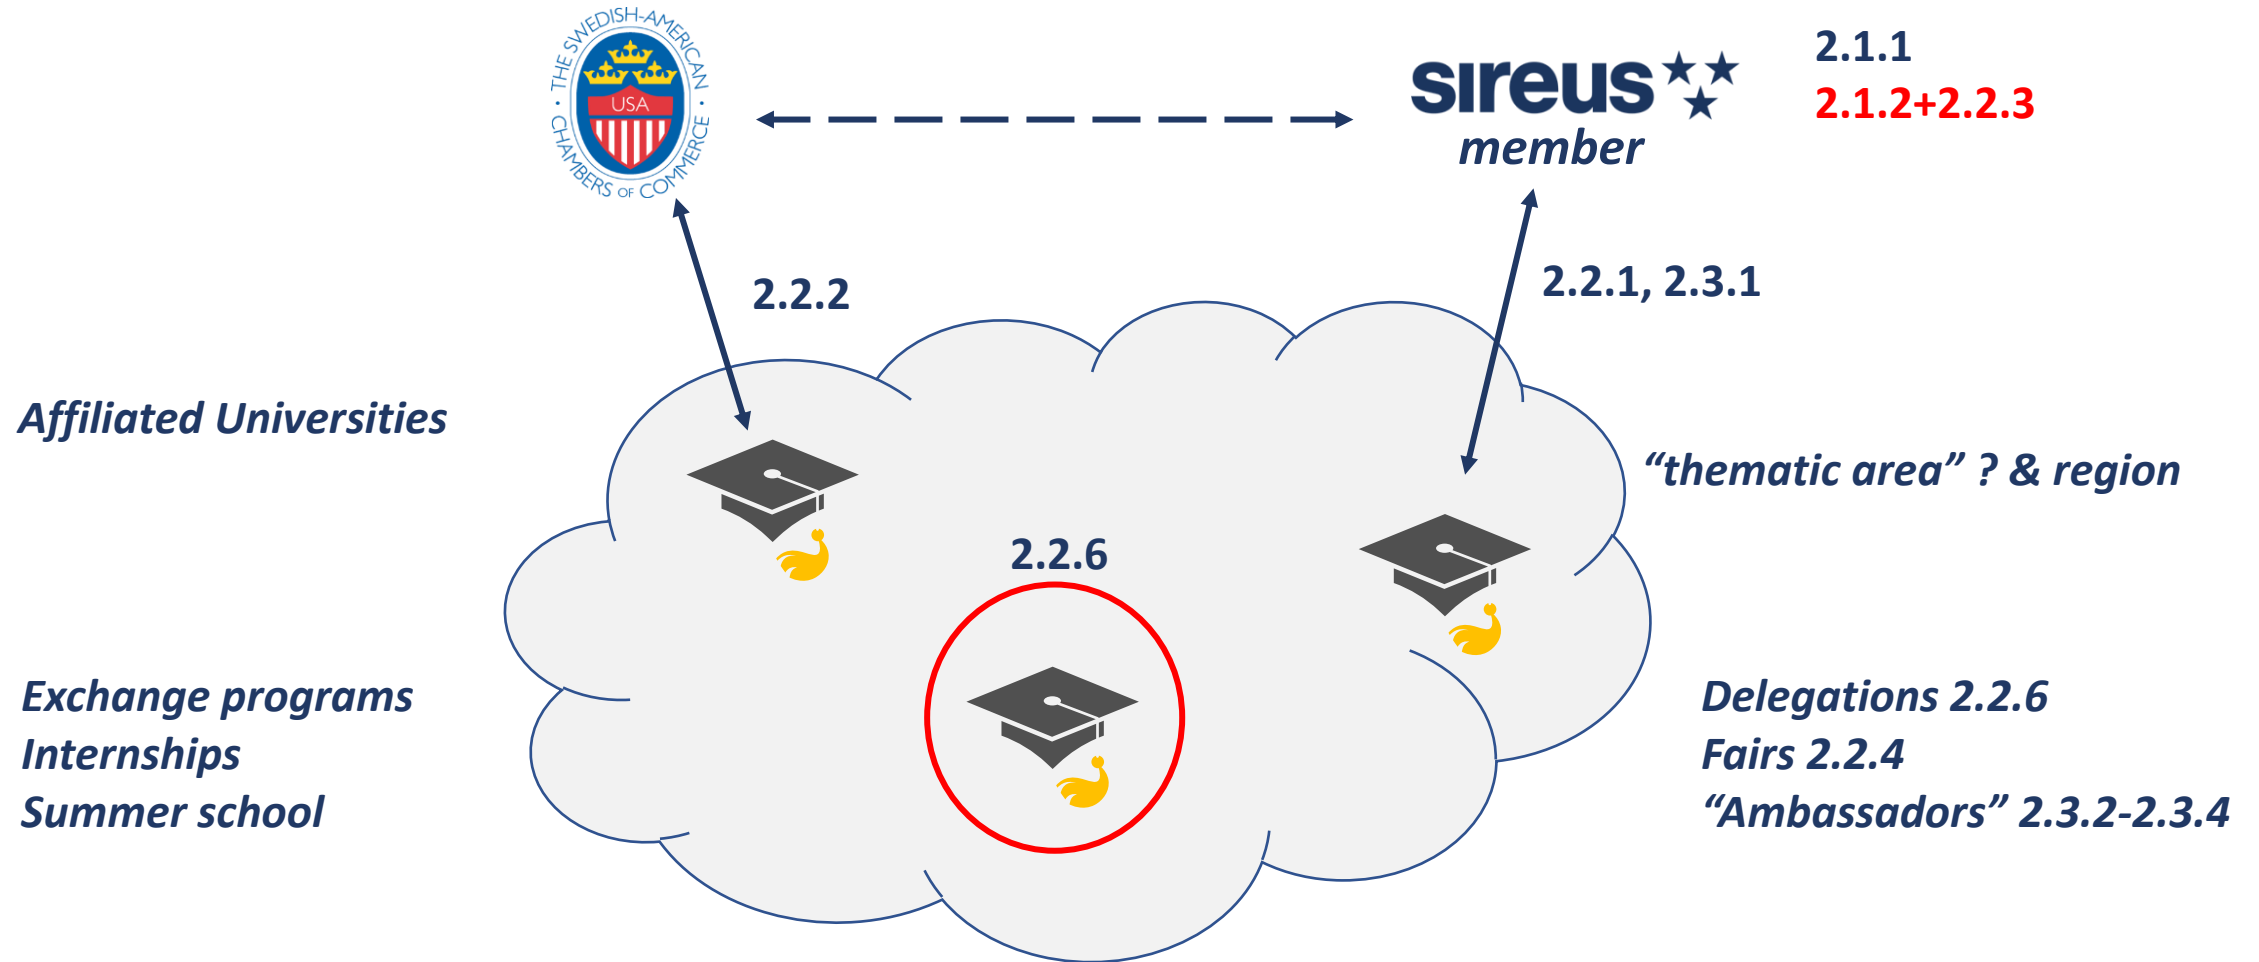 THE SWEDISH-AMERICAN
CHAMBERS OF COMMERCE
USA
sireus
member
2.1.1
2.1.2+2.2.3
2.2.2
2.2.1, 2.3.1
Affiliated Universities
“thematic area” ? & region
2.2.6
Exchange programs
Internships
Summer school
Delegations 2.2.6
Fairs 2.2.4
“Ambassadors” 2.3.2-2.3.4